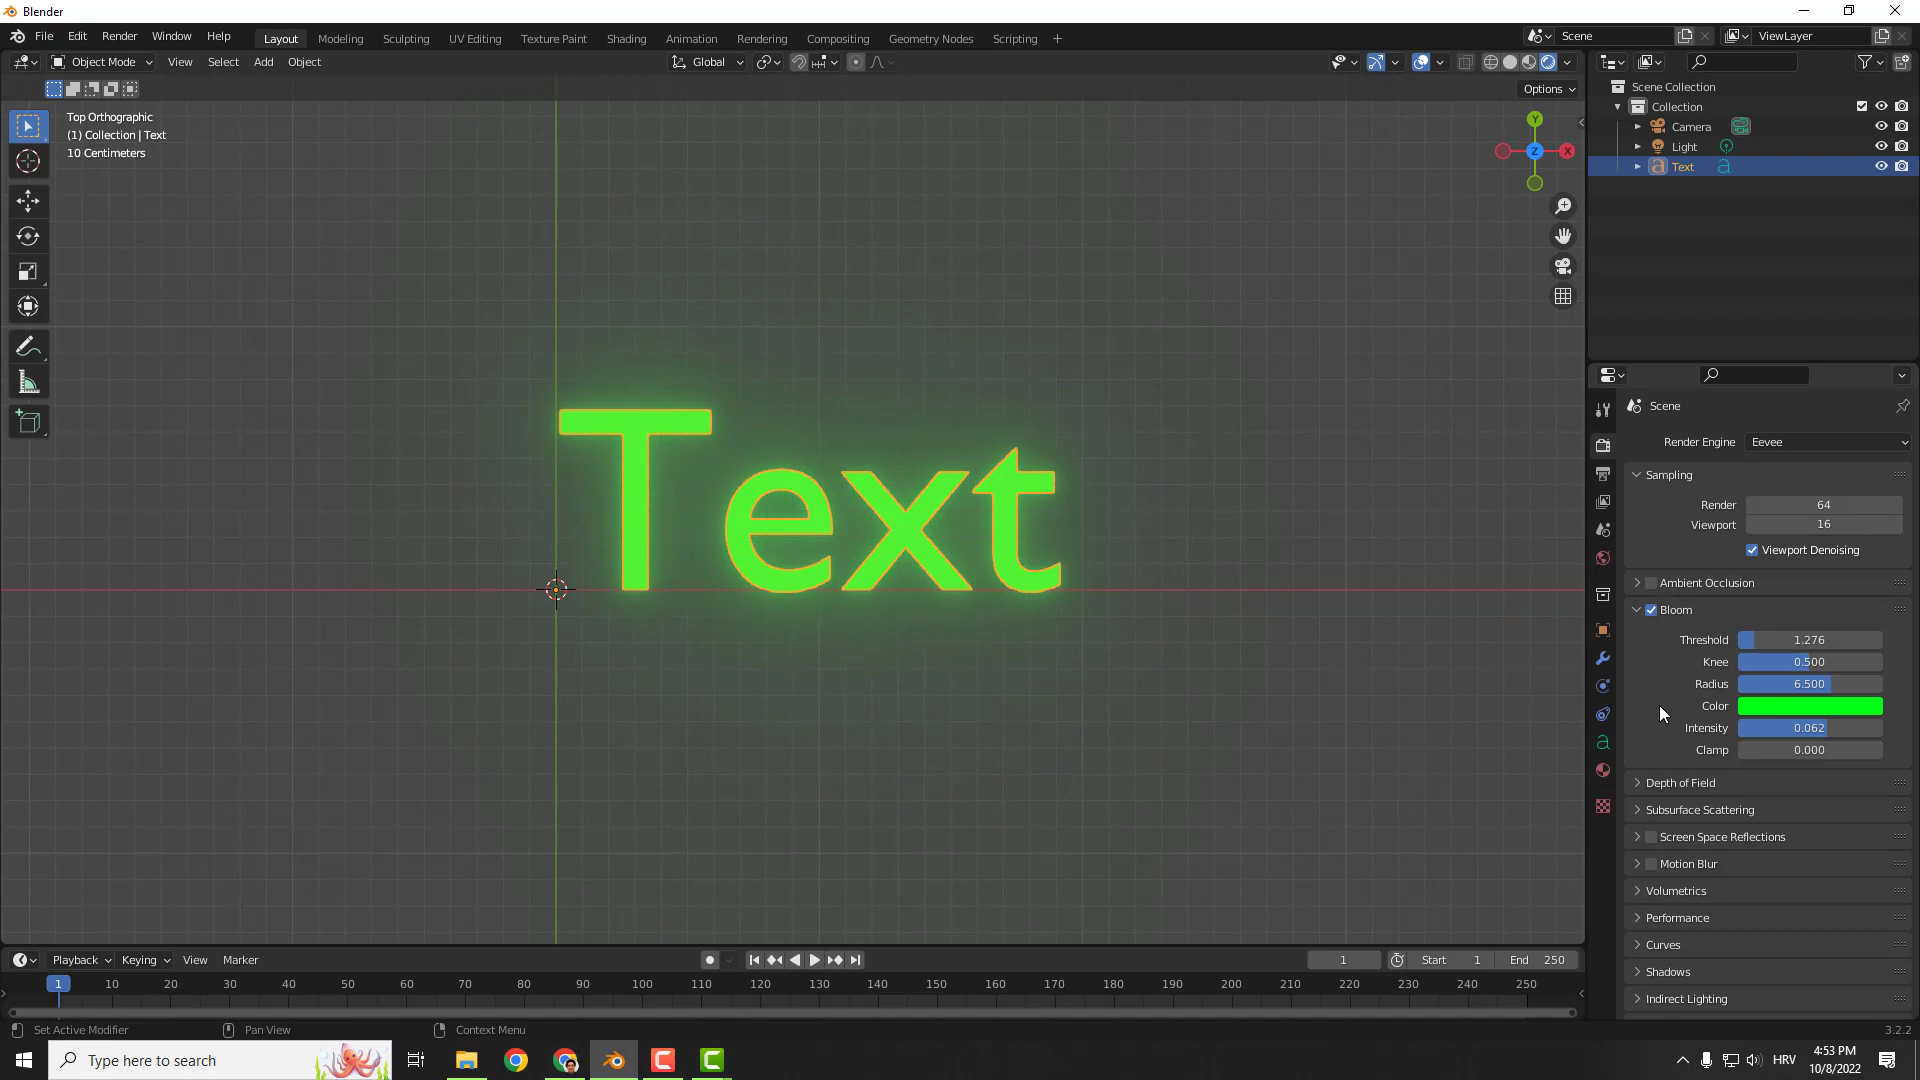 Blender
File Edit Render Window Help
Layout Modeling Sculpting UV Editing Texture Paint Shading Animation Rendering Compositing Geometry Nodes Scripting +
Scene
ViewLayer
Object Mode View Select Add Object
Global
Options
Top Orthographic
(1) Collection | Text
10 Centimeters
Y
Z
X
Text
Scene Collection
Collection
Camera
Light
Text
Scene
Render Engine Eevee
Sampling
Render 64
Viewport 16
Viewport Denoising
Ambient Occlusion
Bloom
Threshold 1.276
Knee 0.500
Radius 6.500
Color
Intensity 0.062
Clamp 0.000
Depth of Field
Subsurface Scattering
Screen Space Reflections
Motion Blur
Volumetrics
Performance
Curves
Shadows
Indirect Lighting
Playback Keying View Marker
1 Start 1 End 250
1 10 20 30 40 50 60 70 80 90 100 110 120 130 140 150 160 170 180 190 200 210 220 230 240 250
Set Active Modifier Pan View Context Menu
3.2.2
Type here to search
HRV
4:53 PM
10/8/2022